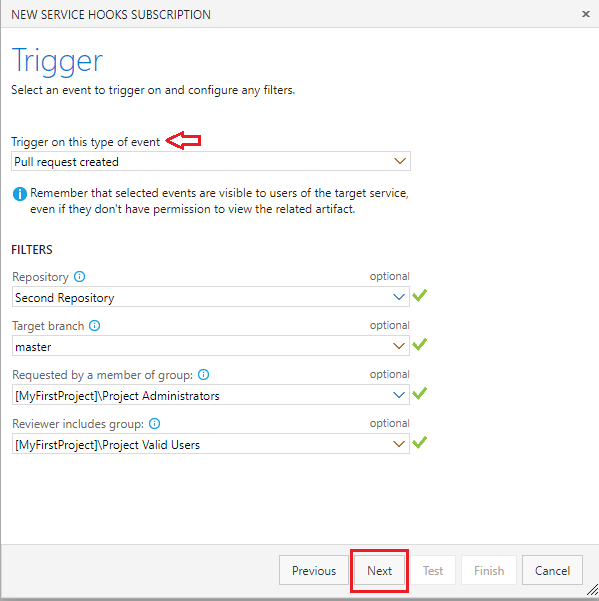 NEW SERVICE HOOKS SUBSCRIPTION
Trigger
Select an event to trigger on and configure any filters.
Trigger on this type of event
Pull request created
Remember that selected events are visible to users of the target service,
even if they don't have permission to view the related artifact.
FILTERS
Repository optional
Second Repository
Target branch optional
master
Requested by a member of group: optional
[MyFirstProject]\Project Administrators
Reviewer includes group: optional
[MyFirstProject]\Project Valid Users
Previous Next Test Finish Cancel